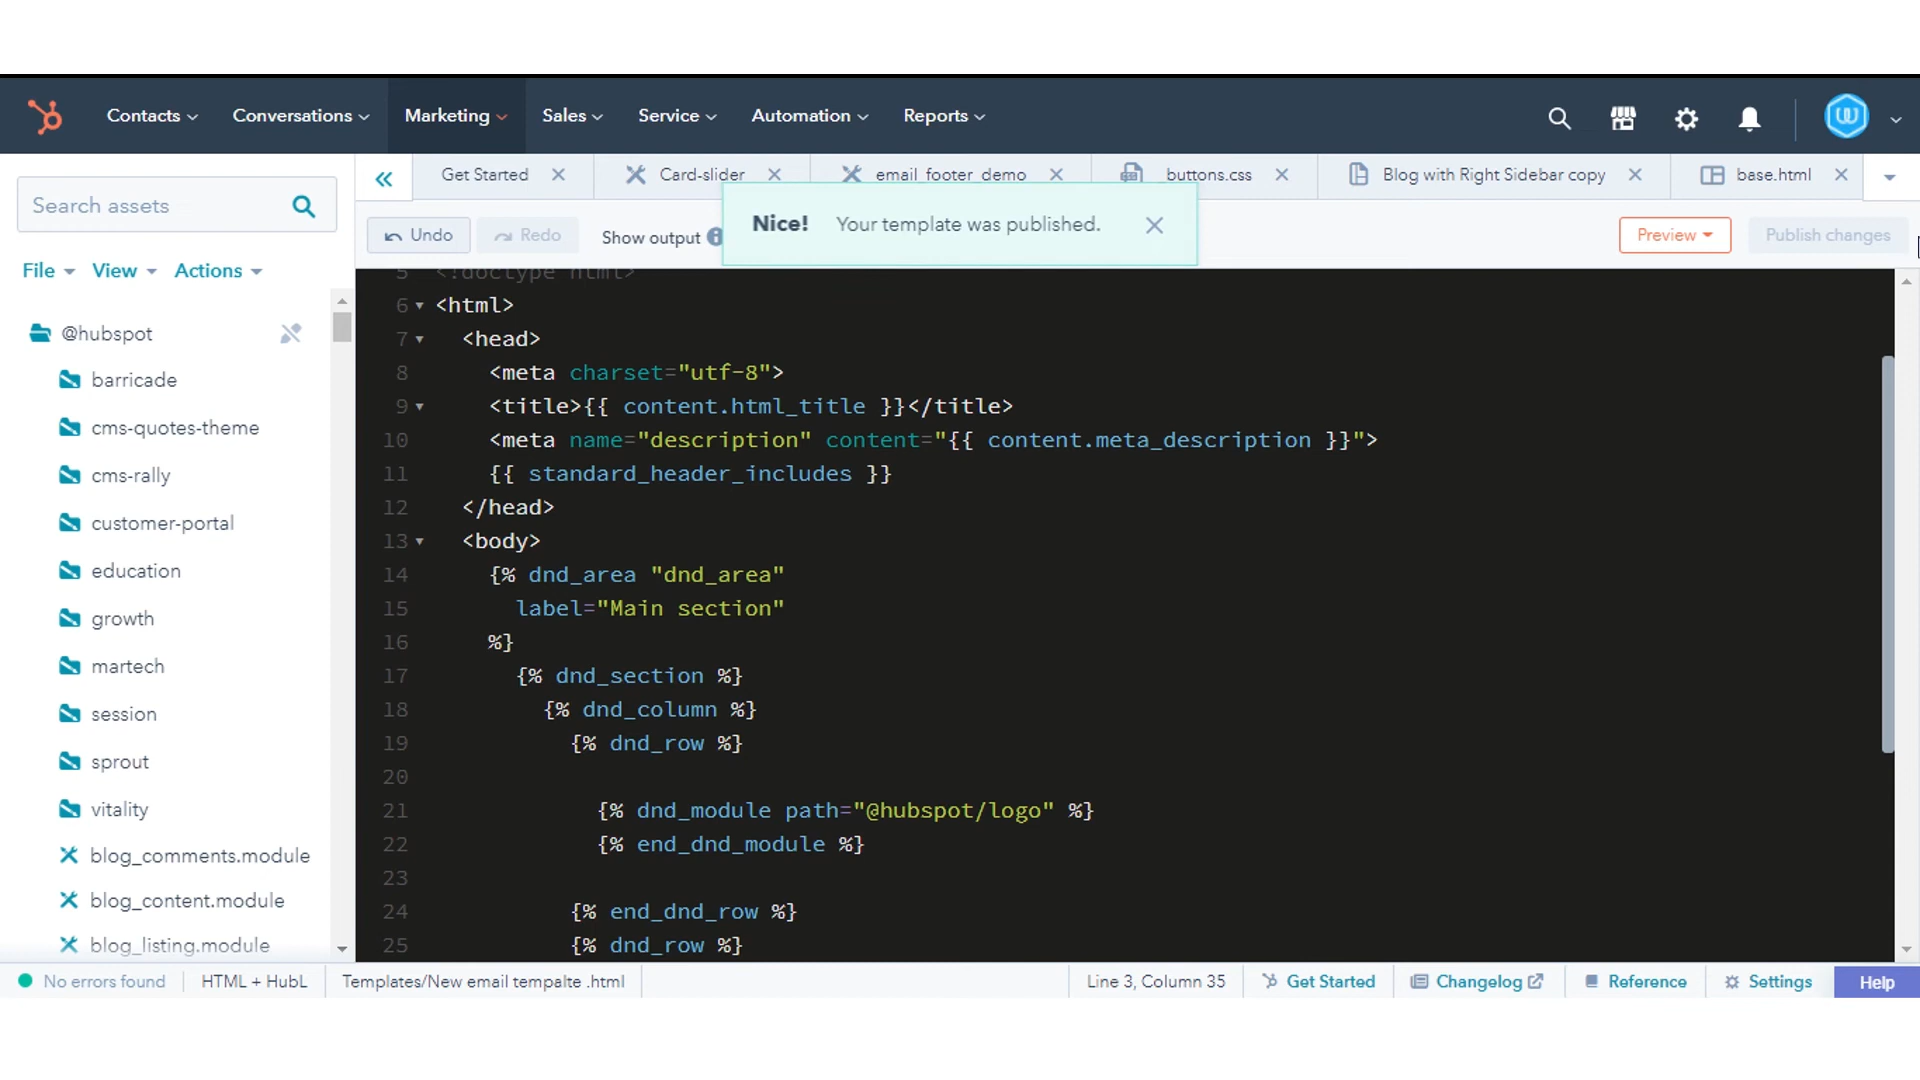 Contacts Conversations Marketing Sales Service Automation Reports
Search assets
File View Actions
@hubspot
barricade
cms-quotes-theme
cms-rally
customer-portal
education
growth
martech
session
sprout
vitality
blog_comments.module
blog_content.module
blog_listing.module
Get Started Card-slider email_footer_demo buttons.css Blog with Right Sidebar copy base.html
Undo Redo Show output Preview Publish changes
Nice! Your template was published.
5 <!doctype html>
6 <html>
7 <head>
8 <meta charset="utf-8">
9 <title>{{ content.html_title }}</title>
10 <meta name="description" content="{{ content.meta_description }}">
11 {{ standard_header_includes }}
12 </head>
13 <body>
14 {% dnd_area "dnd_area"
15 label="Main section"
16 %}
17 {% dnd_section %}
18 {% dnd_column %}
19 {% dnd_row %}
20
21 {% dnd_module path="@hubspot/logo" %}
22 {% end_dnd_module %}
23
24 {% end_dnd_row %}
25 {% dnd_row %}
No errors found HTML + HubL Templates/New email tempalte .html Line 3, Column 35 Get Started Changelog Reference Settings Help